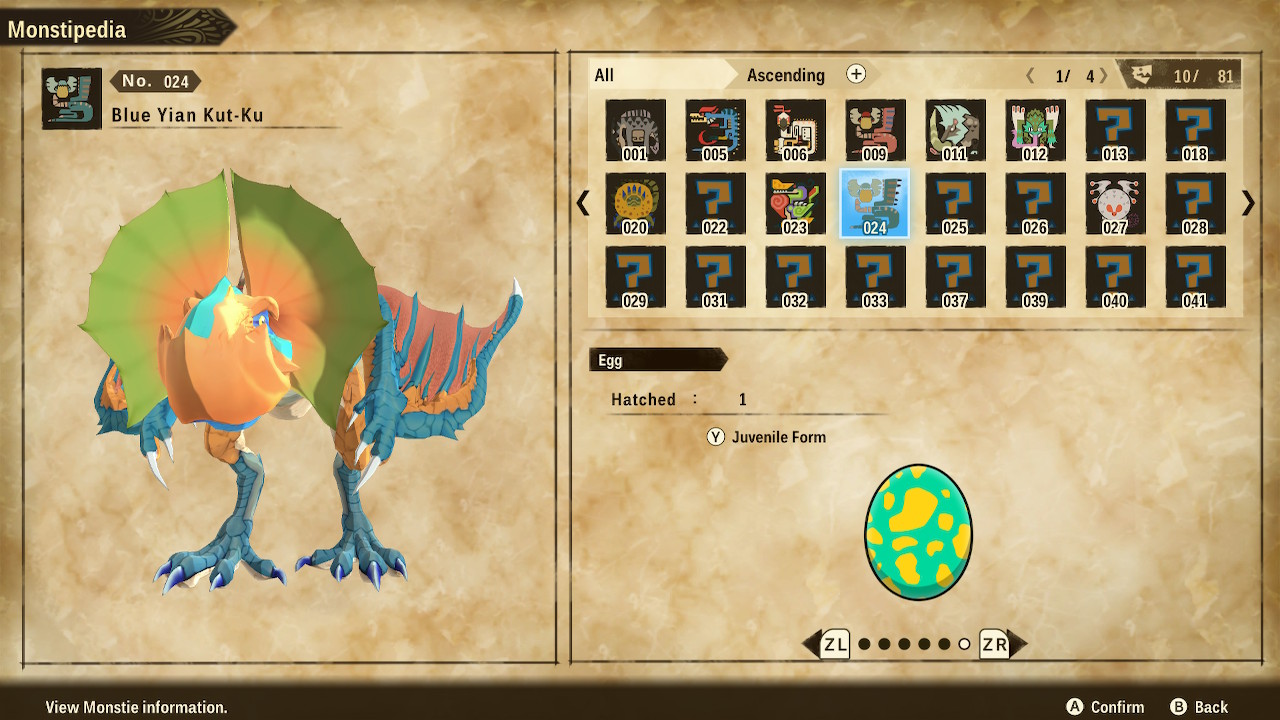 Monstipedia
No. 024
Blue Yian Kut-Ku
All
Ascending
1/ 4
10/ 81
001 005 006 009 011 012 013 018
020 022 023 024 025 026 027 028
029 031 032 033 037 039 040 041
Egg
Hatched : 1
Y Juvenile Form
ZL ZR
View Monstie information.
A Confirm B Back